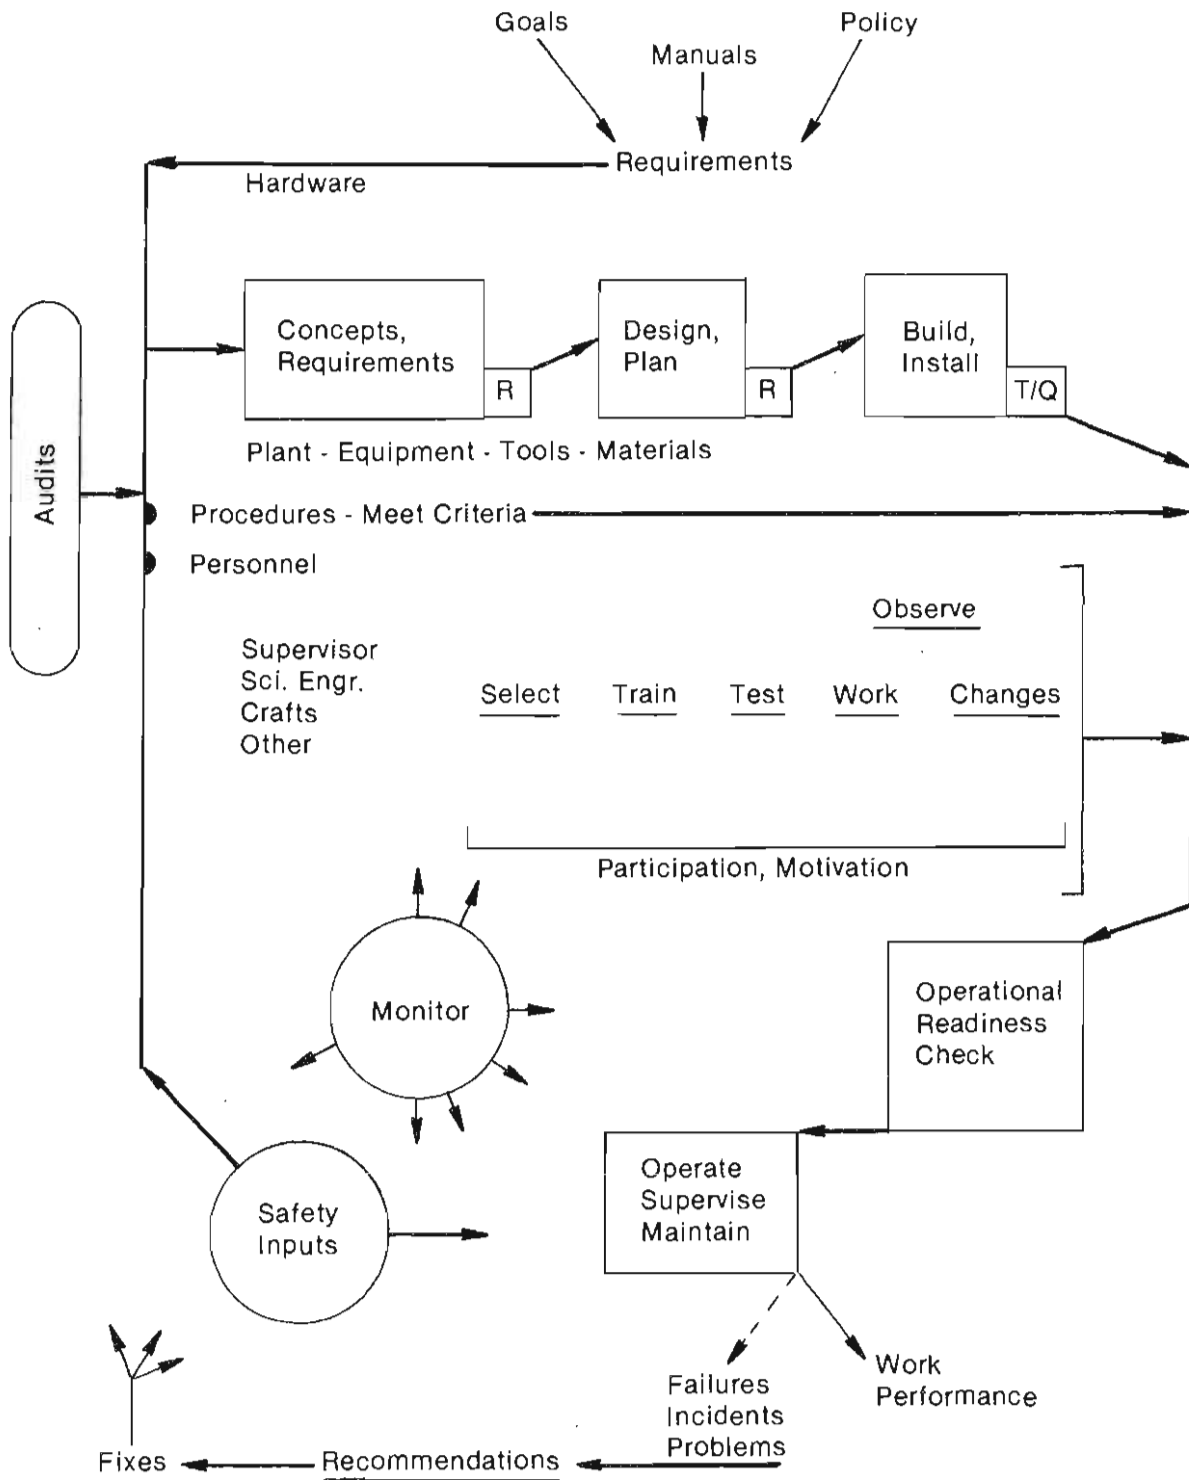 Goals
Policy
Manuals
Requirements
Hardware
Concepts,
Requirements
R
Design,
Plan
R
Build,
Install
T/Q
Plant - Equipment - Tools - Materials
Audits
Procedures - Meet Criteria
Personnel
Observe
Supervisor
Sci. Engr.
Crafts
Other
Select Train Test Work Changes
Participation, Motivation
Monitor
Operational
Readiness
Check
Operate
Supervise
Maintain
Safety
Inputs
Work
Performance
Failures
Incidents
Problems
Fixes
Recommendations